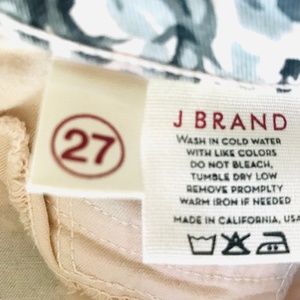 27
J BRAND
WASH IN COLD WATER
WITH LIKE COLORS
DO NOT BLEACH,
TUMBLE DRY LOW
REMOVE PROMPTLY
WARM IRON IF NEEDED
MADE IN CALIFORNIA, USA